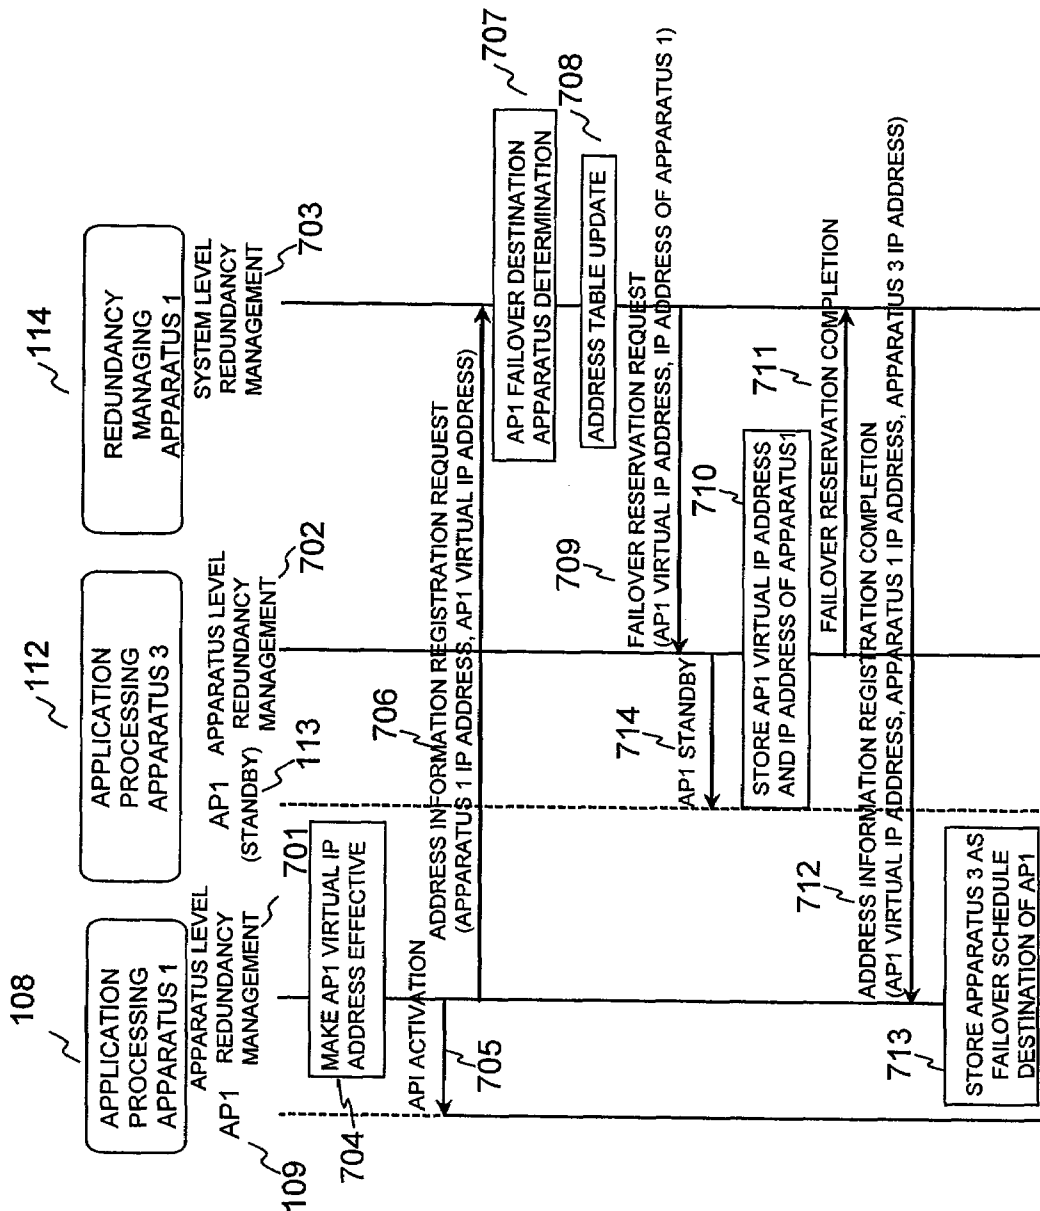 108
APPLICATION
PROCESSING
APPARATUS 1
112
APPLICATION
PROCESSING
APPARATUS 3
114
REDUNDANCY
MANAGING
APPARATUS 1
109
AP1
APPARATUS LEVEL
REDUNDANCY
MANAGEMENT
701
AP1
(STANDBY)
113
APPARATUS LEVEL
REDUNDANCY
MANAGEMENT
702
SYSTEM LEVEL
REDUNDANCY
MANAGEMENT
703
704
MAKE AP1 VIRTUAL IP
ADDRESS EFFECTIVE
API ACTIVATION
705
706
ADDRESS INFORMATION REGISTRATION REQUEST
(APPARATUS 1 IP ADDRESS, AP1 VIRTUAL IP ADDRESS)
707
AP1 FAILOVER DESTINATION
APPARATUS DETERMINATION
708
ADDRESS TABLE UPDATE
709
FAILOVER RESERVATION REQUEST
(AP1 VIRTUAL IP ADDRESS, IP ADDRESS OF APPARATUS 1)
714
AP1 STANDBY
710
STORE AP1 VIRTUAL IP ADDRESS
AND IP ADDRESS OF APPARATUS1
711
FAILOVER RESERVATION COMPLETION
712
ADDRESS INFORMATION REGISTRATION COMPLETION
(AP1 VIRTUAL IP ADDRESS, APPARATUS 1 IP ADDRESS, APPARATUS 3 IP ADDRESS)
713
STORE APPARATUS 3 AS
FAILOVER SCHEDULE
DESTINATION OF AP1